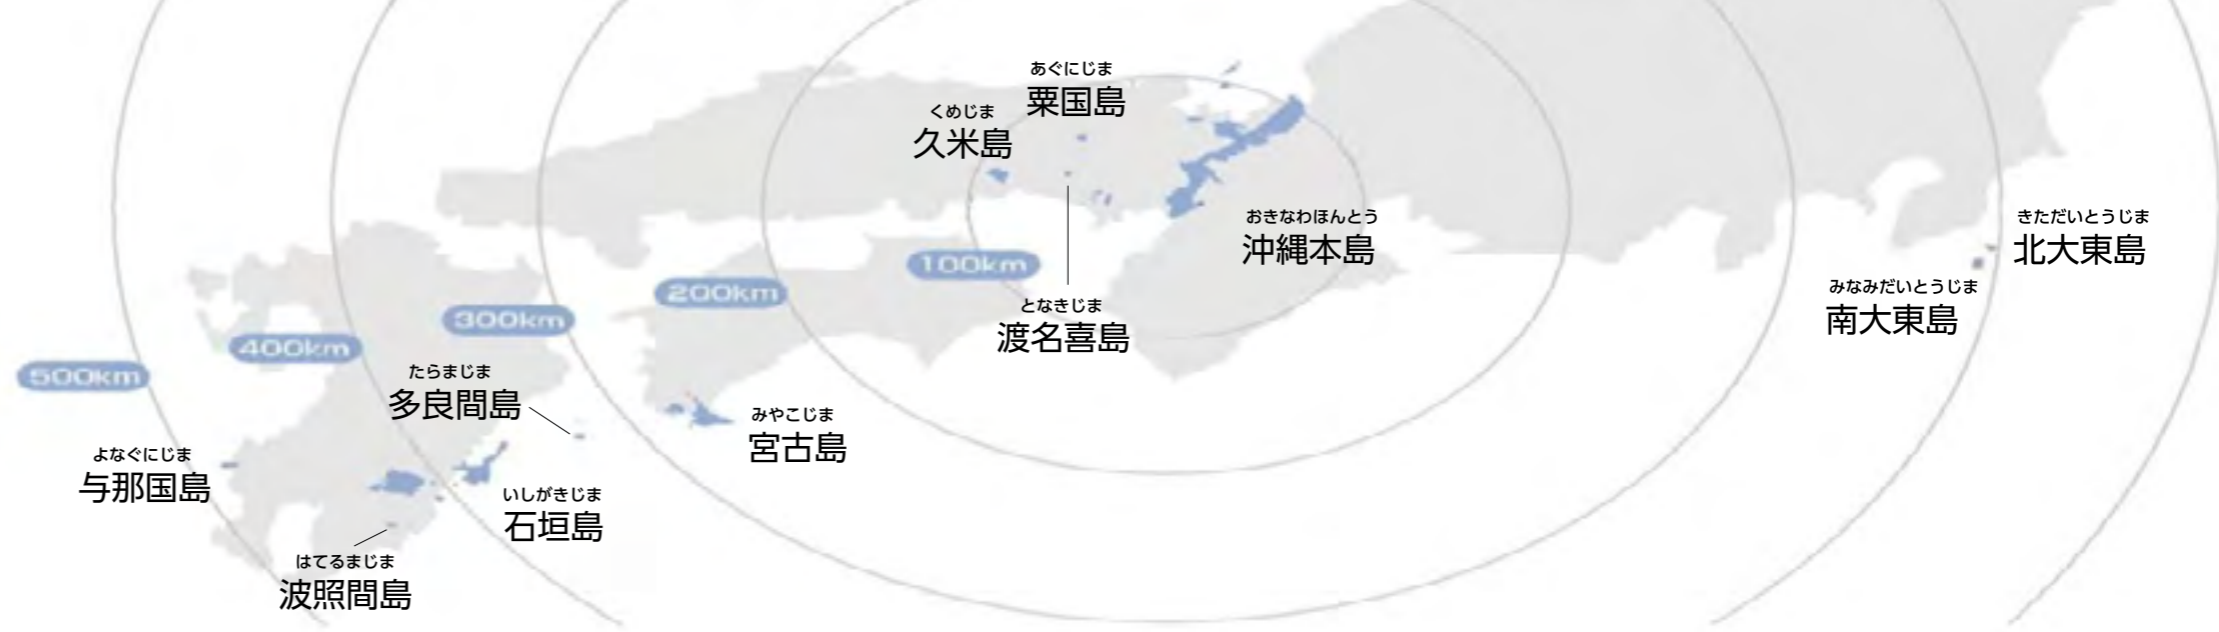 あぐにじま
粟国島
くめじま
久米島
おきなわほんとう
沖縄本島
きただいとうじま
北大東島
100km
みなみだいとうじま
南大東島
200km
となきじま
渡名喜島
300km
400km
500km
たらまじま
多良間島
みやこじま
宮古島
よなぐにじま
与那国島
いしがきじま
石垣島
はてるまじま
波照間島